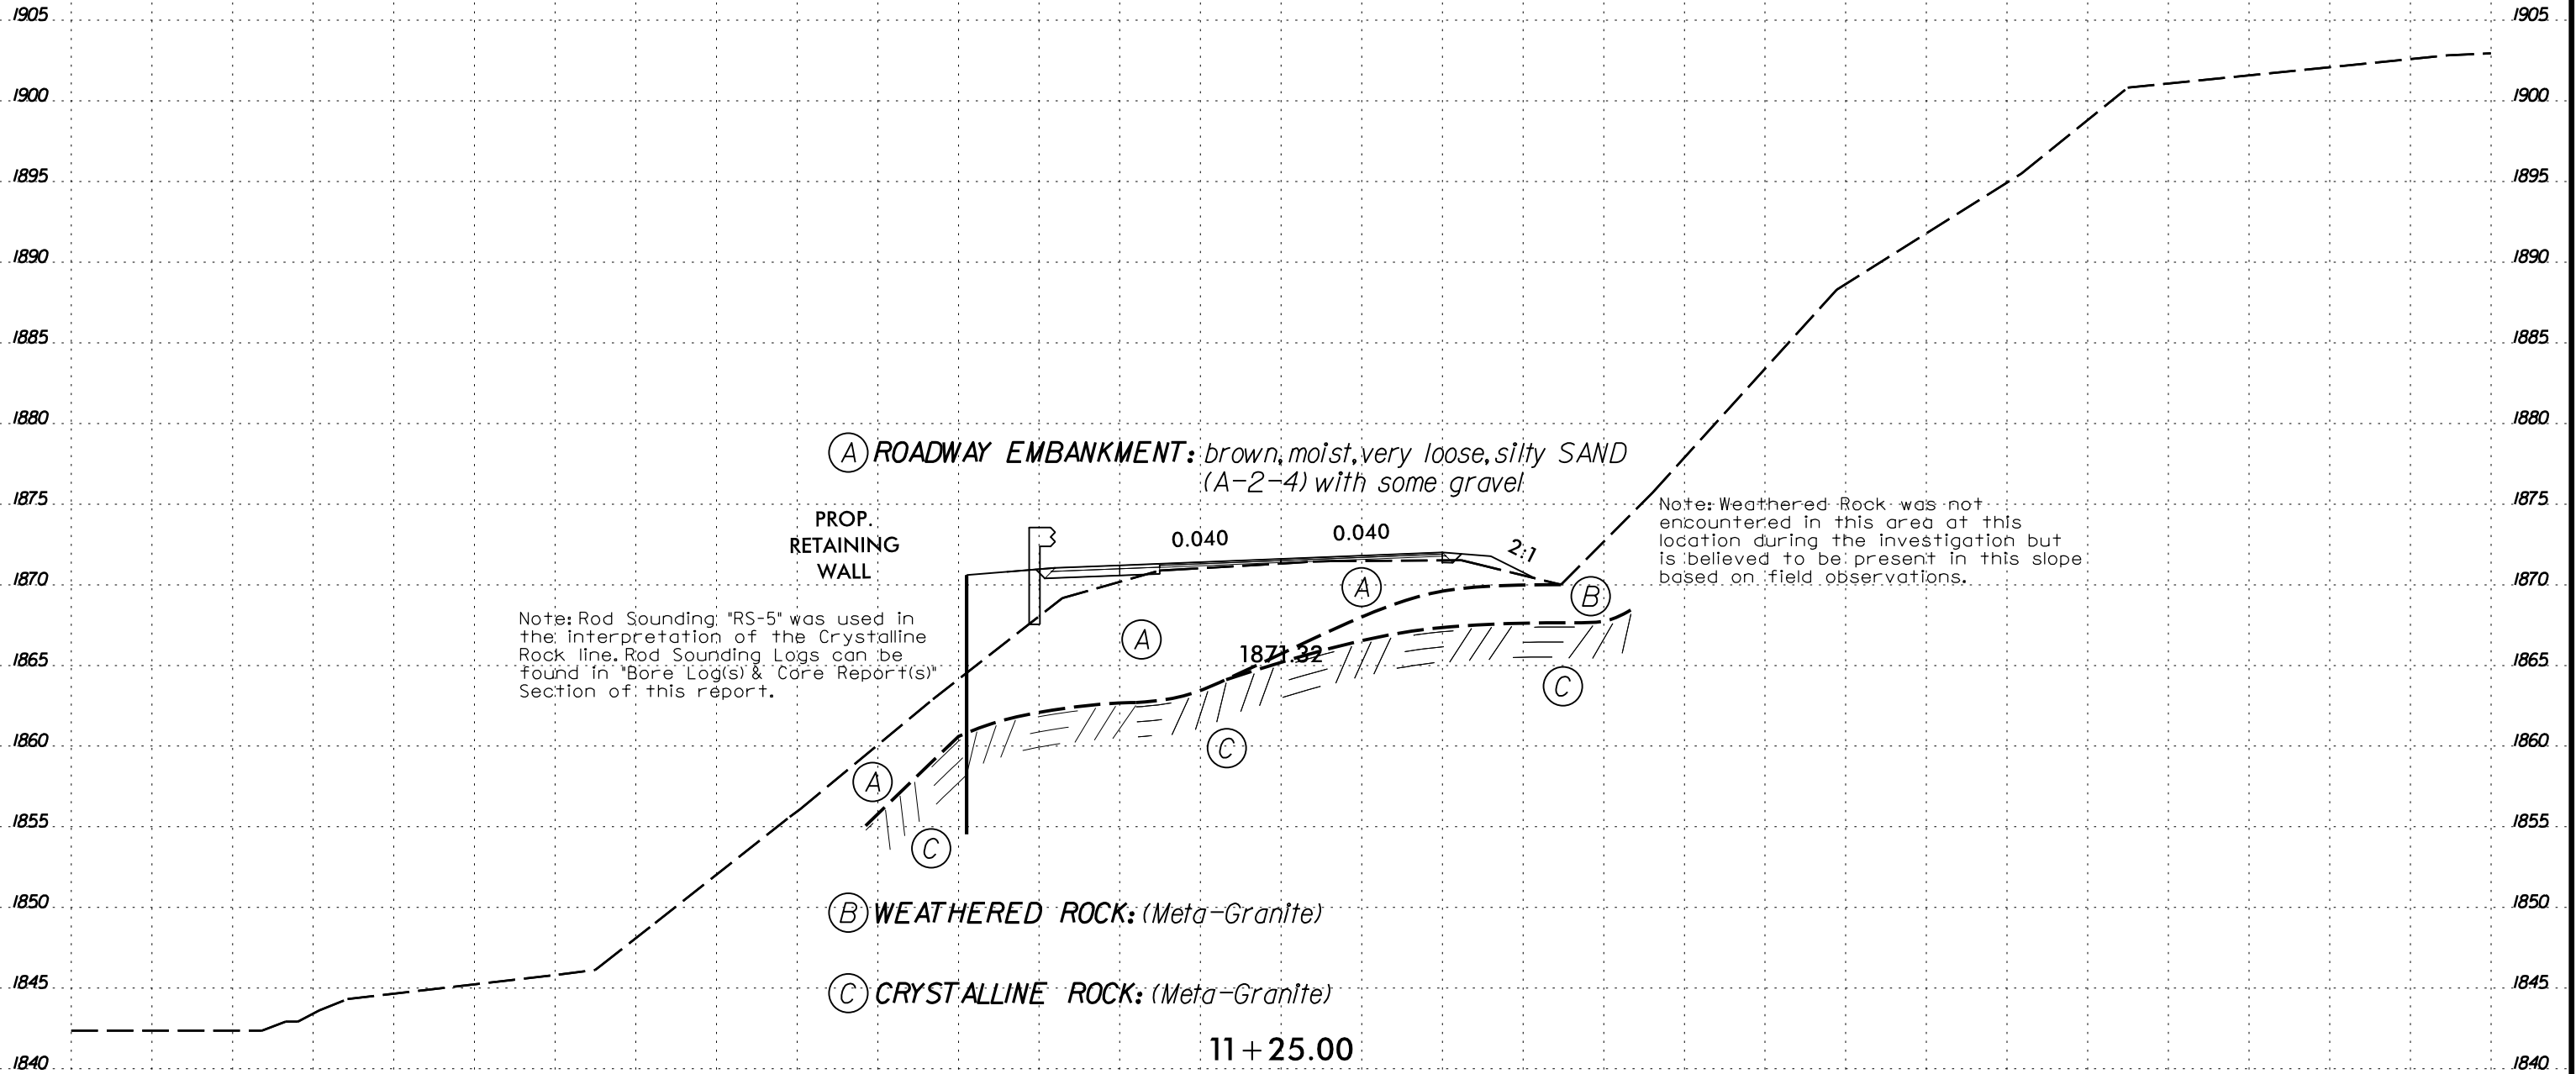 1905 1905
1900 1900
1895 1895
1890 1890
1885 1885
1880 1880
A ROADWAY EMBANKMENT: brown, moist, very loose, silty SAND
(A-2-4) with some gravel
1875 1875
PROP.
RETAINING
WALL
0.040 0.040 2:1
Note: Weathered Rock was not
encountered in this area at this
location during the investigation but
is believed to be present in this slope
based on field observations.
1870 1870
A
B
Note: Rod Sounding "RS-5" was used in
the interpretation of the Crystalline
Rock line. Rod Sounding Logs can be
found in "Bore Log(s) & Core Report(s)"
Section of this report.
A
1871.32
1865 1865
C
1860 1860
C
A
1855 1855
C
1850 1850
B WEATHERED ROCK: (Meta-Granite)
1845 1845
C CRYSTALLINE ROCK: (Meta-Granite)
11+25.00
1840 1840